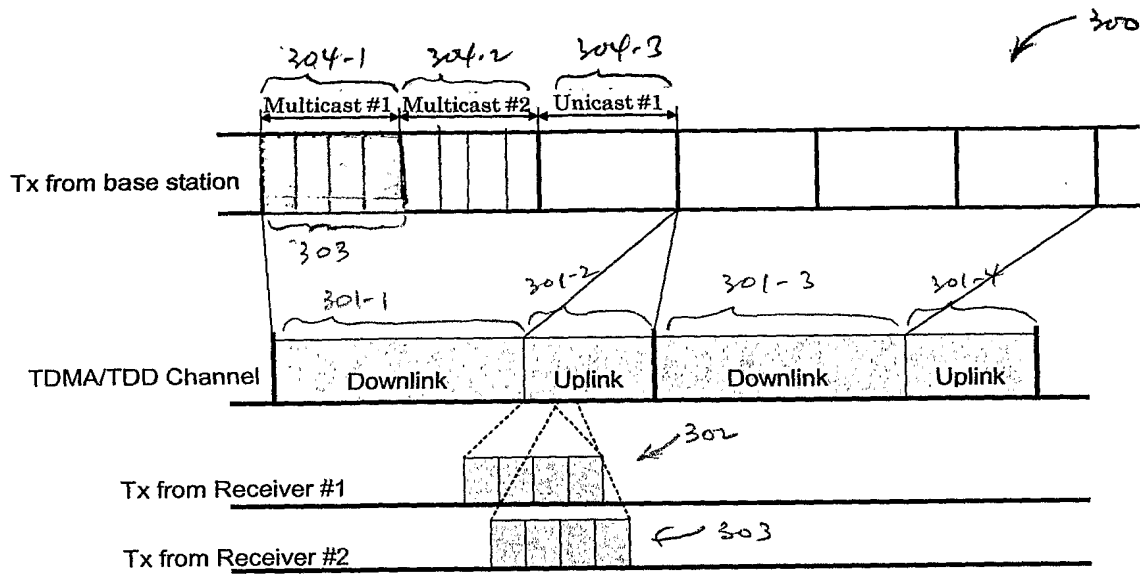 300
304-1 304-2 304-3
Multicast #1 Multicast #2 Unicast #1
Tx from base station
303
301-1 301-2 301-3 301-4
TDMA/TDD Channel Downlink Uplink Downlink Uplink
302
Tx from Receiver #1
303
Tx from Receiver #2